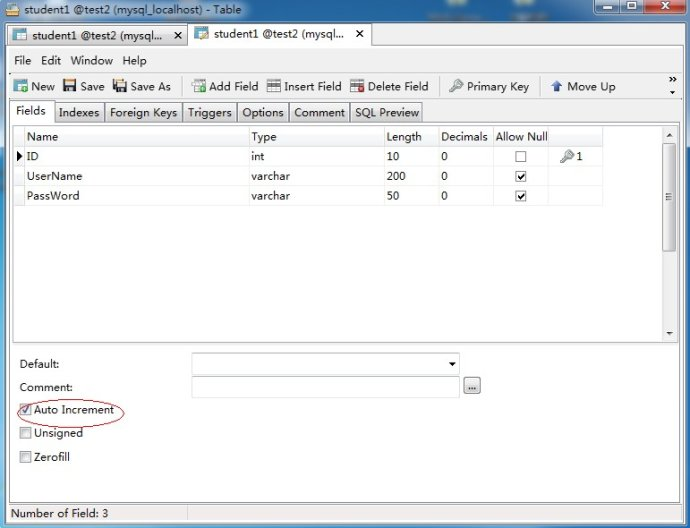 student1 @test2 (mysql_localhost) - Table
student1 @test2 (mysql_... student1 @test2 (mysql...
File Edit Window Help
New Save Save As Add Field Insert Field Delete Field Primary Key Move Up
Fields Indexes Foreign Keys Triggers Options Comment SQL Preview
Name Type Length Decimals Allow Null
ID int 10 0 1
UserName varchar 200 0
PassWord varchar 50 0
Default:
Comment: ...
Auto Increment
Unsigned
Zerofill
Number of Field: 3